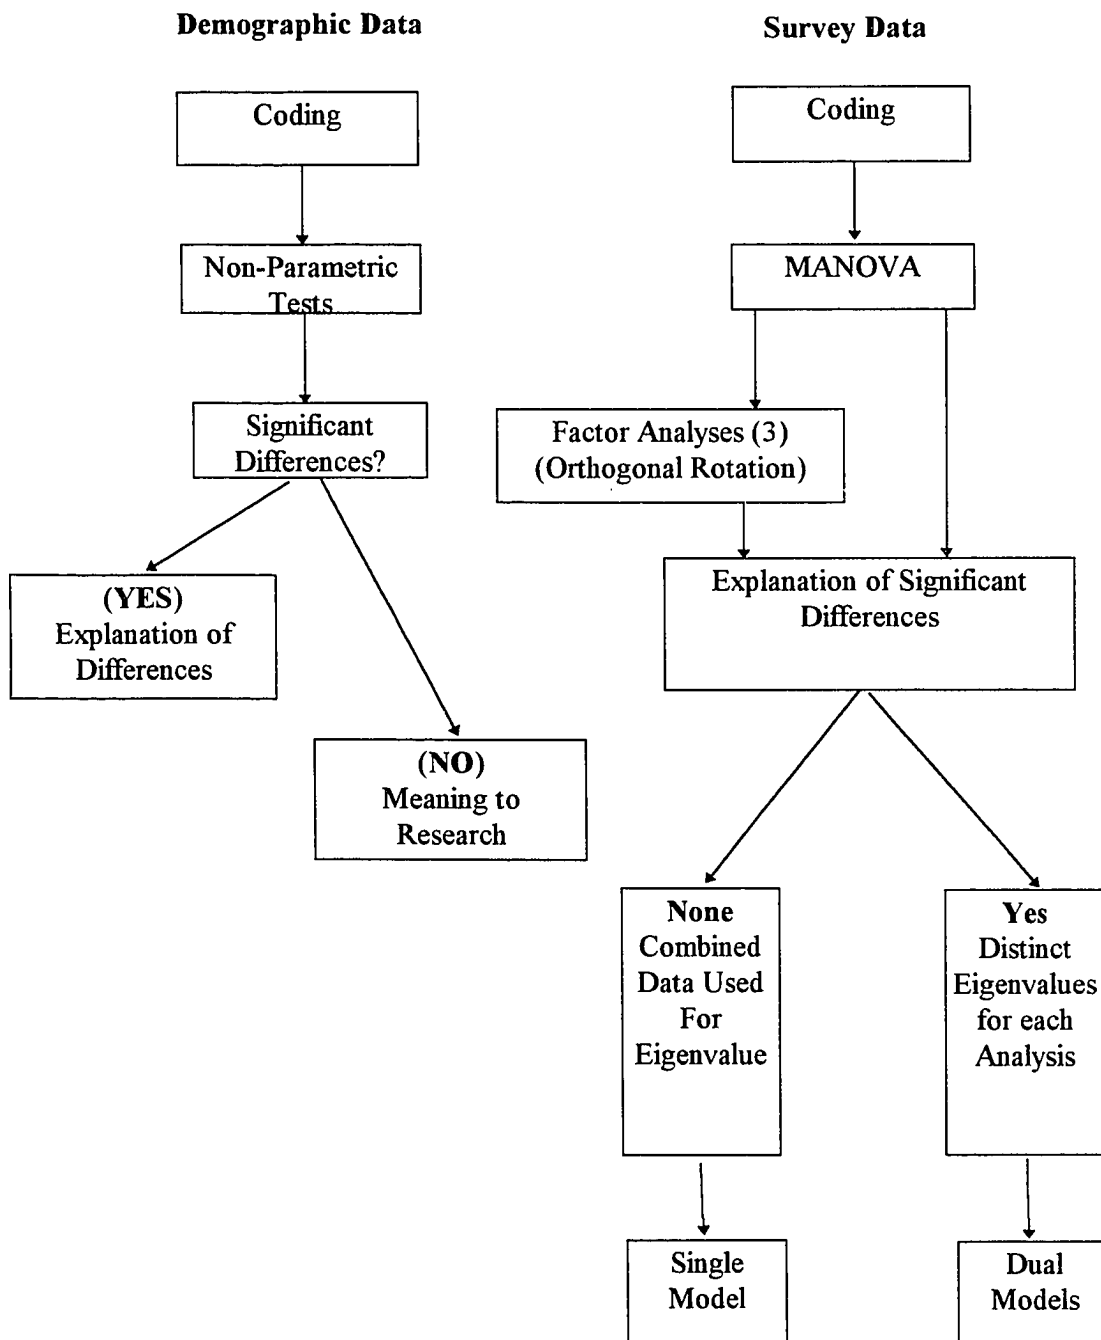 Demographic Data
Coding
Non-Parametric
Tests
Significant
Differences?
(YES)
Explanation of
Differences
(NO)
Meaning to
Research
Survey Data
Coding
MANOVA
Factor Analyses (3)
(Orthogonal Rotation)
Explanation of Significant
Differences
None
Combined
Data Used
For
Eigenvalue
Yes
Distinct
Eigenvalues
for each
Analysis
Single
Model
Dual
Models